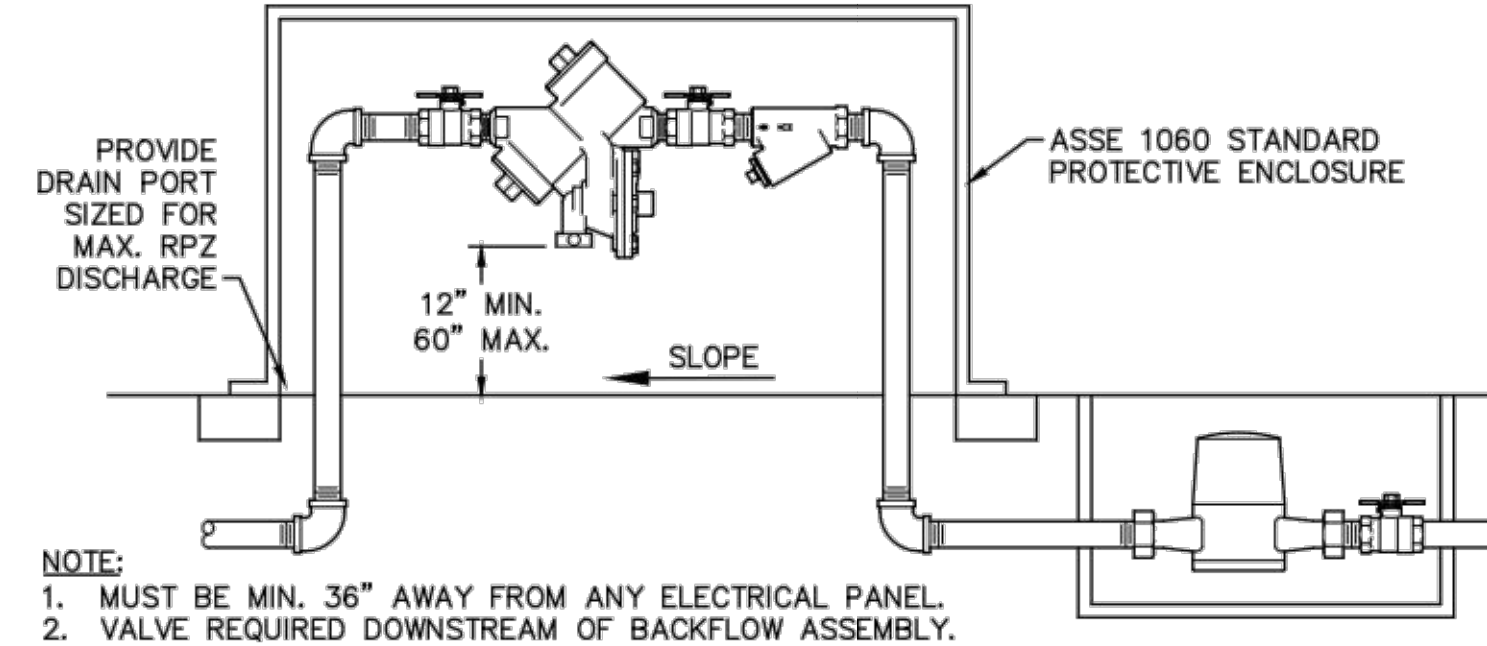 PROVIDE
DRAIN PORT
SIZED FOR
MAX. RPZ
DISCHARGE
12" MIN.
60" MAX.
SLOPE
ASSE 1060 STANDARD
PROTECTIVE ENCLOSURE
NOTE:
1. MUST BE MIN. 36" AWAY FROM ANY ELECTRICAL PANEL.
2. VALVE REQUIRED DOWNSTREAM OF BACKFLOW ASSEMBLY.